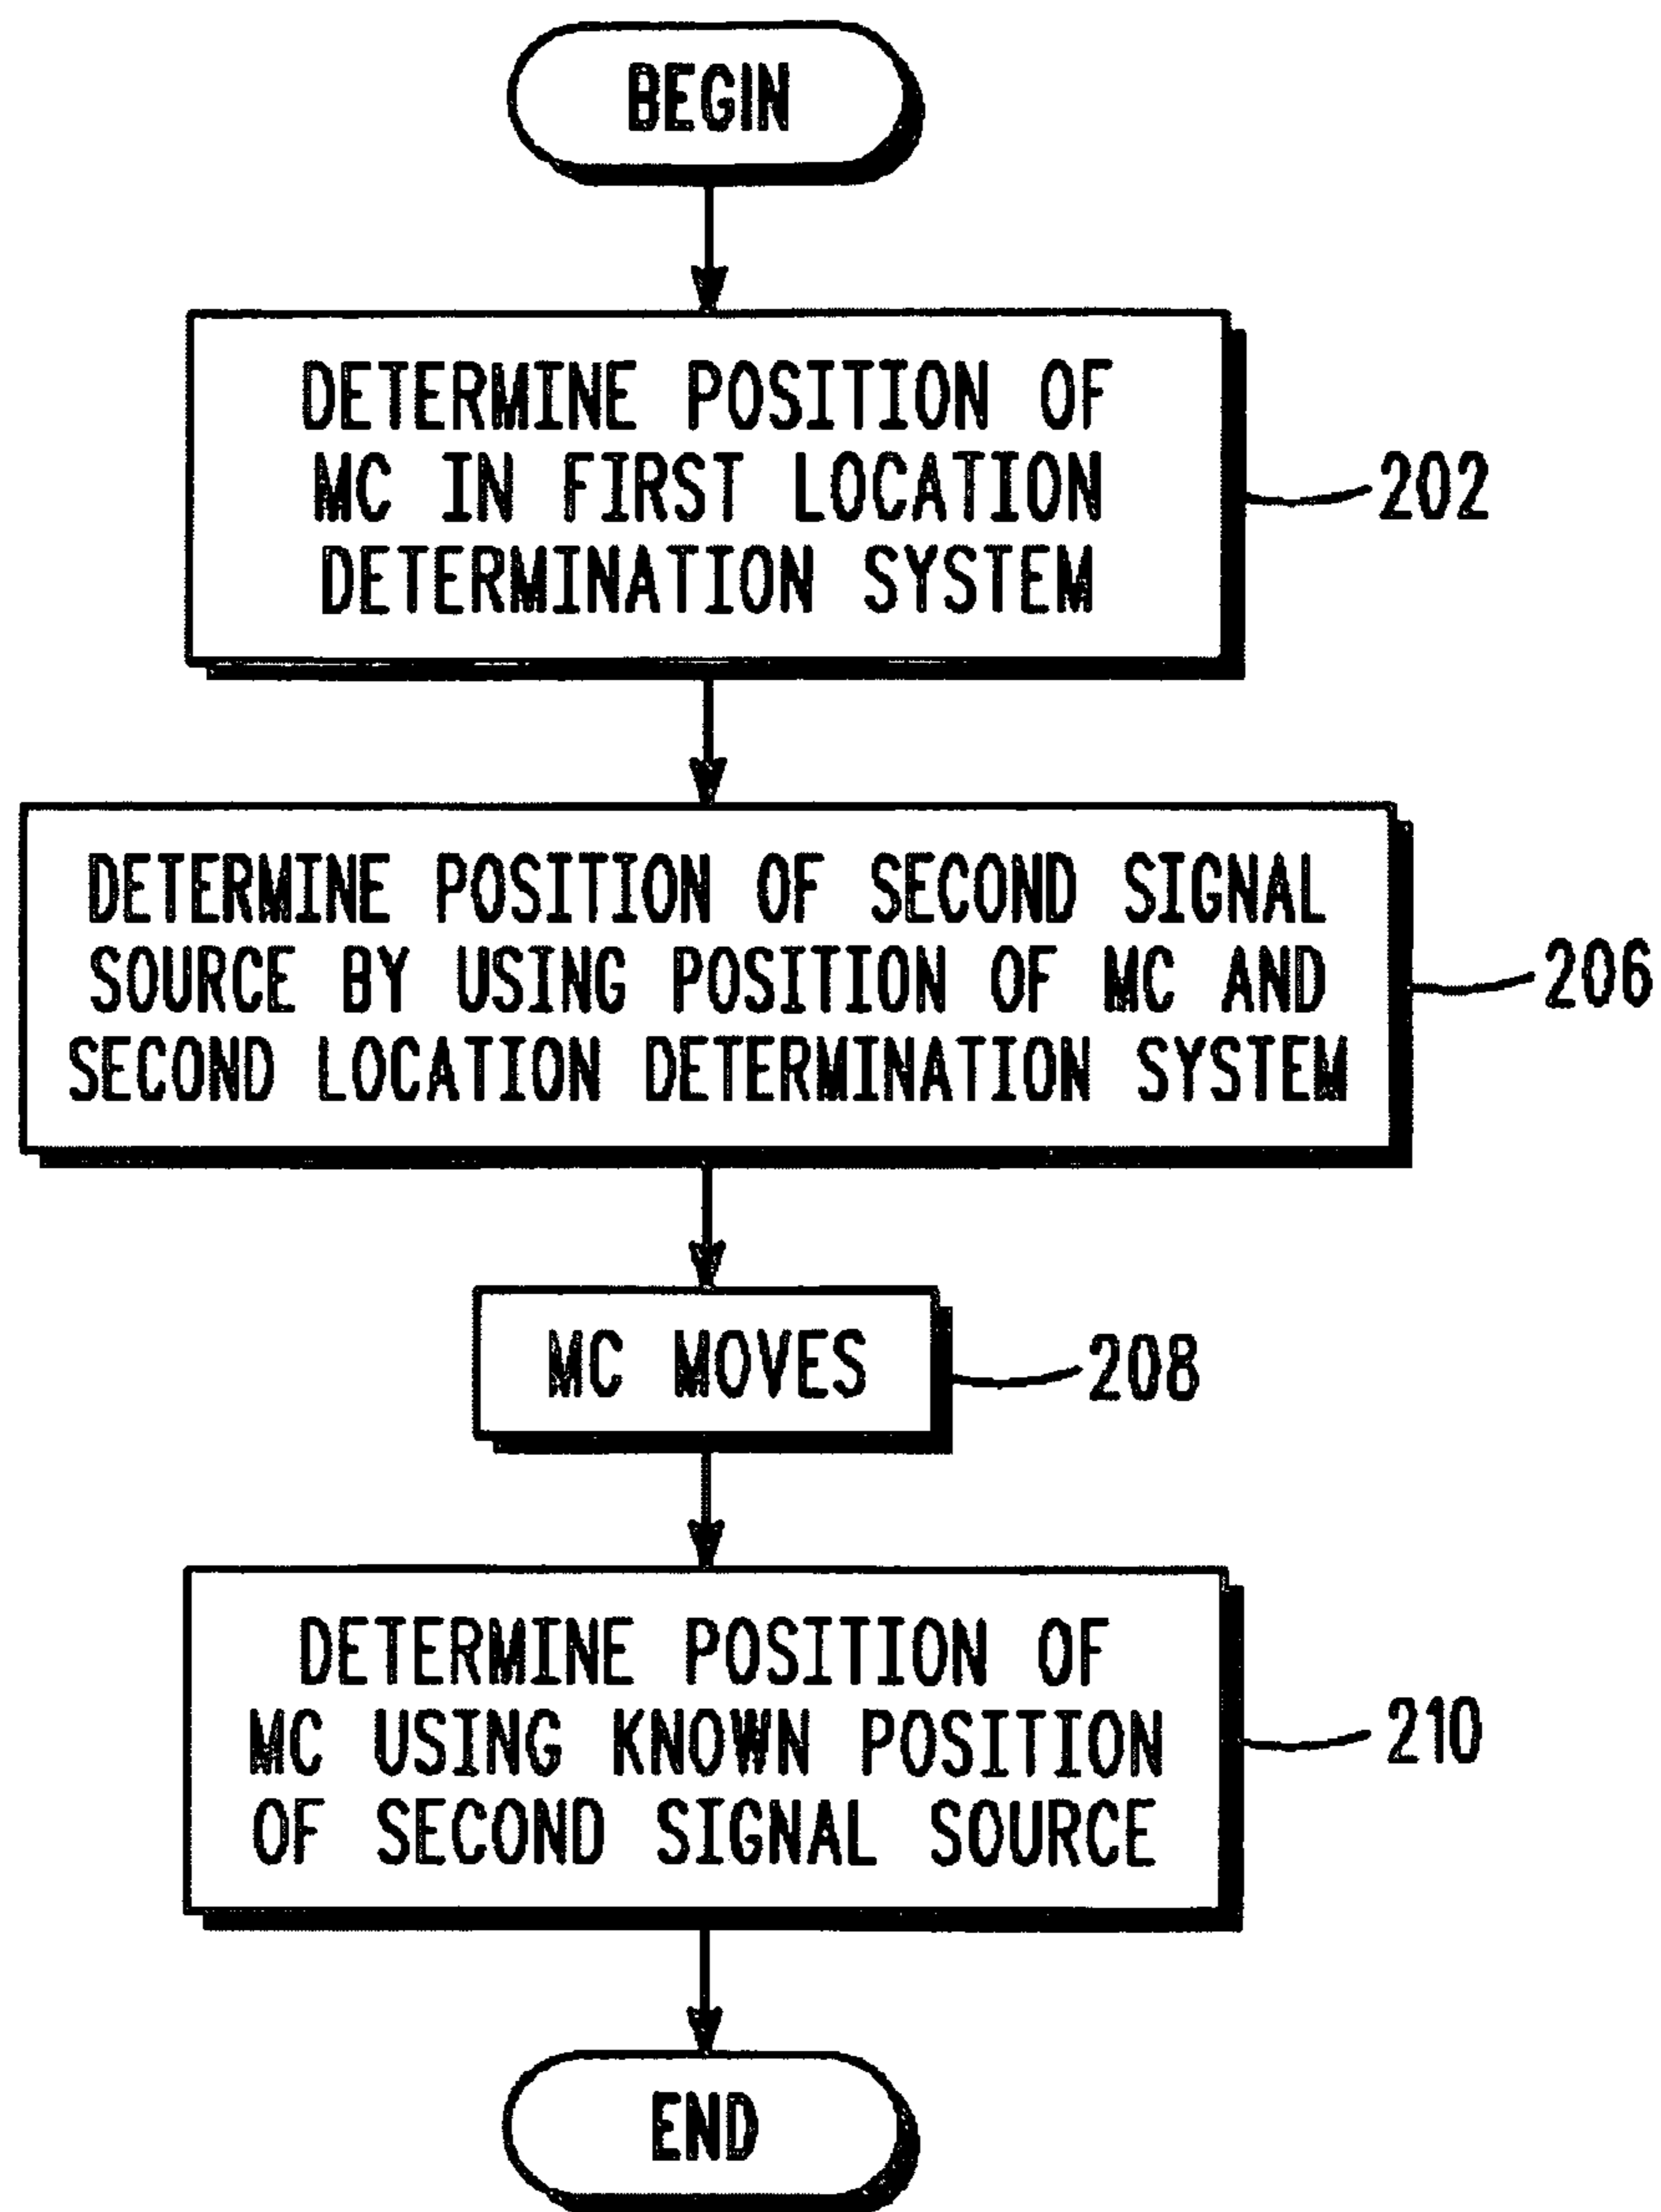 BEGIN
DETERMINE POSITION OF
MC IN FIRST LOCATION
DETERMINATION SYSTEM
202
DETERMINE POSITION OF SECOND SIGNAL
SOURCE BY USING POSITION OF MC AND
SECOND LOCATION DETERMINATION SYSTEM
206
MC MOVES
208
DETERMINE POSITION OF
MC USING KNOWN POSITION
OF SECOND SIGNAL SOURCE
210
END